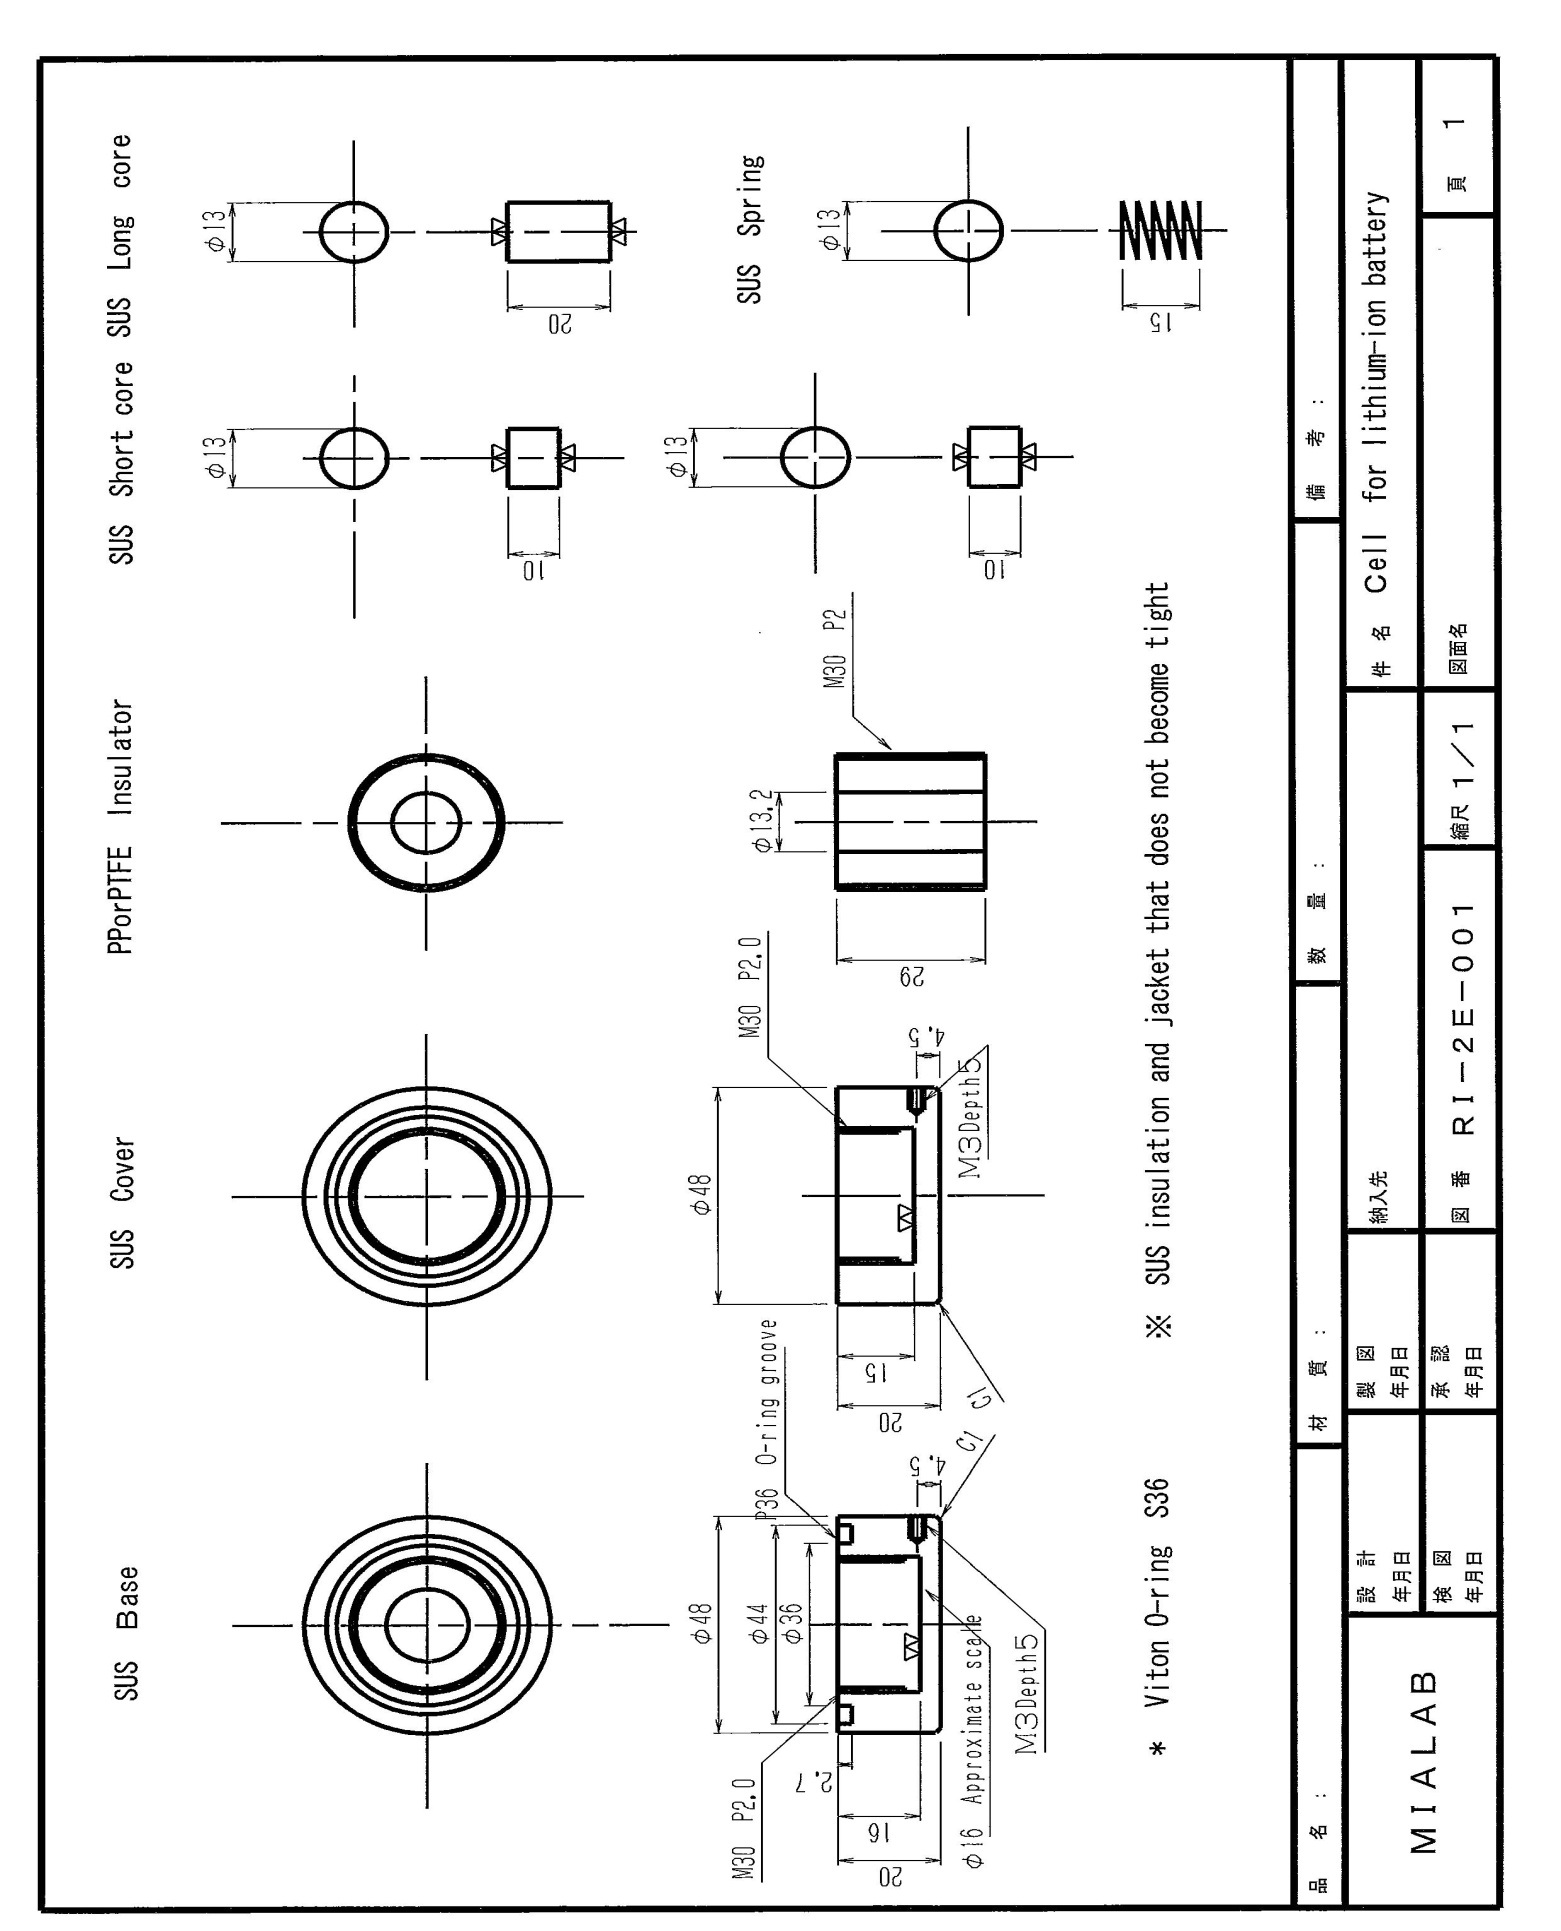 SUS Base
SUS Cover
PPorPTFE Insulator
SUS Short core
SUS Long core
φ13
φ13
10
20
SUS Spring
φ13
φ13
10
15
φ48
φ44
φ36
P36 O-ring groove
M30 P2.0
2.7
16
20
4.5
C1
M3Depth5
φ16 Approximate scale
φ48
M30 P2.0
15
20
4.5
C1
M3Depth5
φ13.2
M30 P2
29
* Viton O-ring S36
※ SUS insulation and jacket that does not become tight
品 名 :
材 質 :
数 量 :
備 考 :
MIALAB
設 計
年月日
製 図
年月日
検 図
年月日
承 認
年月日
納入先
件 名 Cell for lithium-ion battery
図 番 RI-2E-001
縮尺 1/1
図面名
頁 1